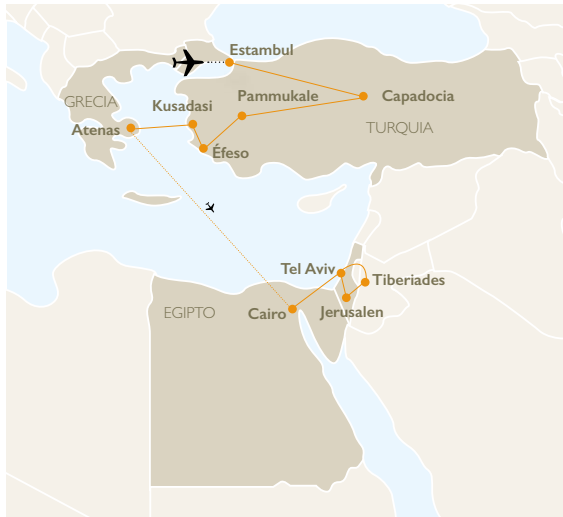 Estambul
Capadocia
Pammukale
Kusadasi
GRECIA
TURQUIA
Atenas
Éfeso
Tel Aviv
Tiberiades
EGIPTO
Cairo
Jerusalen